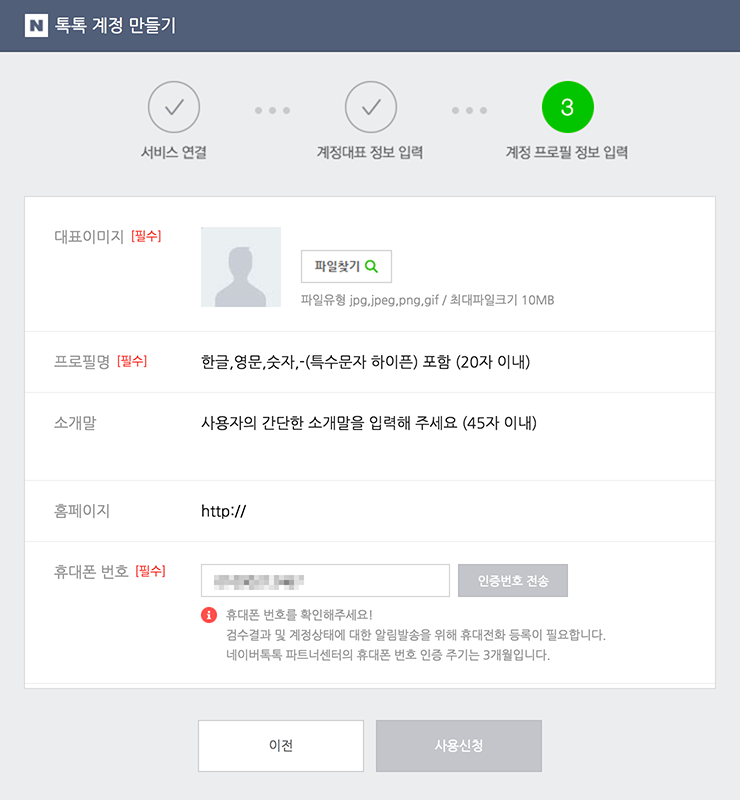 N 톡톡 계정 만들기
3
서비스 연결
계정대표 정보 입력
계정 프로필 정보 입력
대표이미지 [필수]
파일찾기
파일유형 jpg,jpeg,png,gif / 최대파일크기 10MB
프로필명 [필수]
한글,영문,숫자,-(특수문자 하이픈) 포함 (20자 이내)
소개말
사용자의 간단한 소개말을 입력해 주세요 (45자 이내)
홈페이지
http://
휴대폰 번호 [필수]
인증번호 전송
휴대폰 번호를 확인해주세요!
검수결과 및 계정상태에 대한 알림발송을 위해 휴대전화 등록이 필요합니다.
네이버톡톡 파트너센터의 휴대폰 번호 인증 주기는 3개월입니다.
이전
사용신청